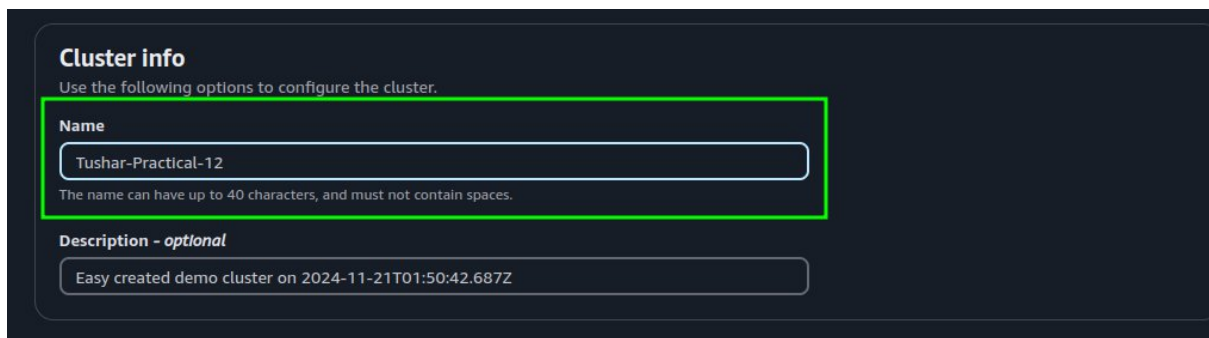 Cluster info
Use the following options to configure the cluster.
Name
Tushar-Practical-12
The name can have up to 40 characters, and must not contain spaces.
Description - optional
Easy created demo cluster on 2024-11-21T01:50:42.687Z